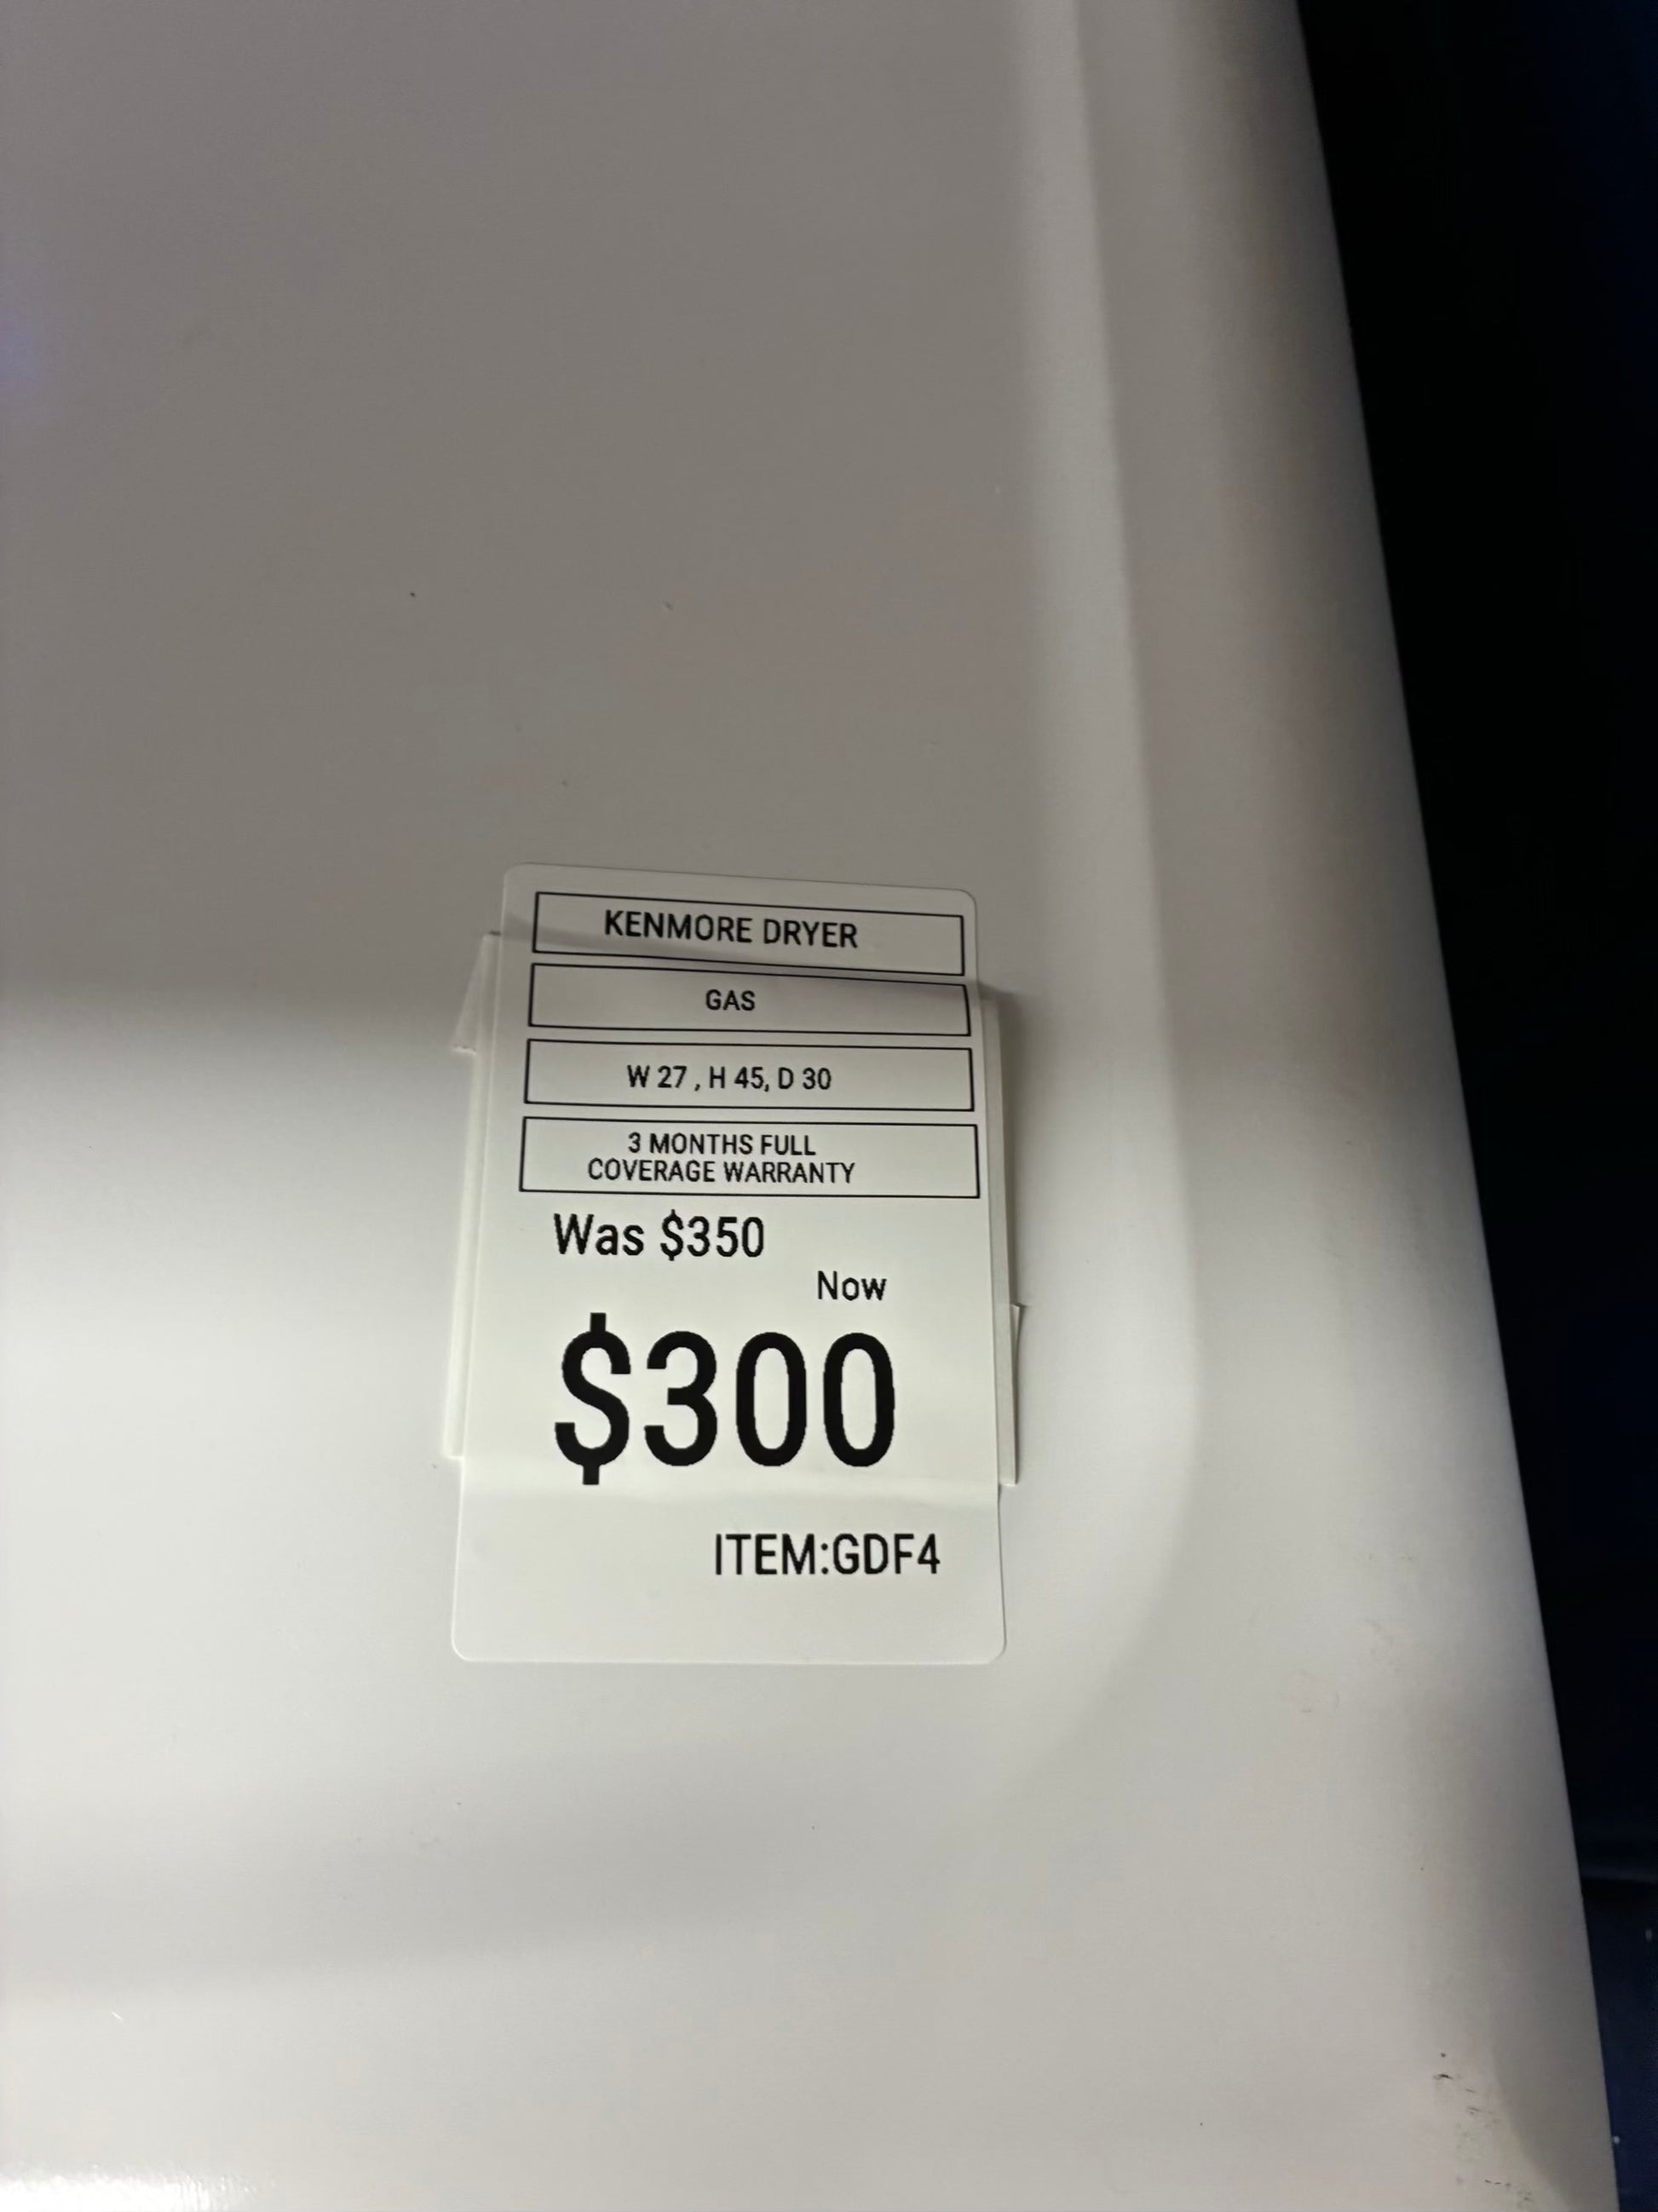 KENMORE DRYER
GAS
W 27 , H 45, D 30
3 MONTHS FULL
COVERAGE WARRANTY
Was $350
Now
$300
ITEM:GDF4